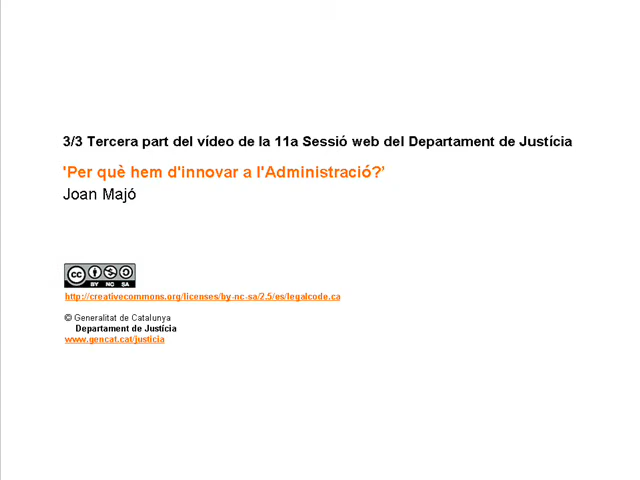 3/3 Tercera part del vídeo de la 11a Sessió web del Departament de Justícia
'Per què hem d'innovar a l'Administració?'
Joan Majó
cc BY NC SA
http://creativecommons.org/licenses/by-nc-sa/2.5/es/legalcode.ca
© Generalitat de Catalunya
Departament de Justícia
www.gencat.cat/justicia